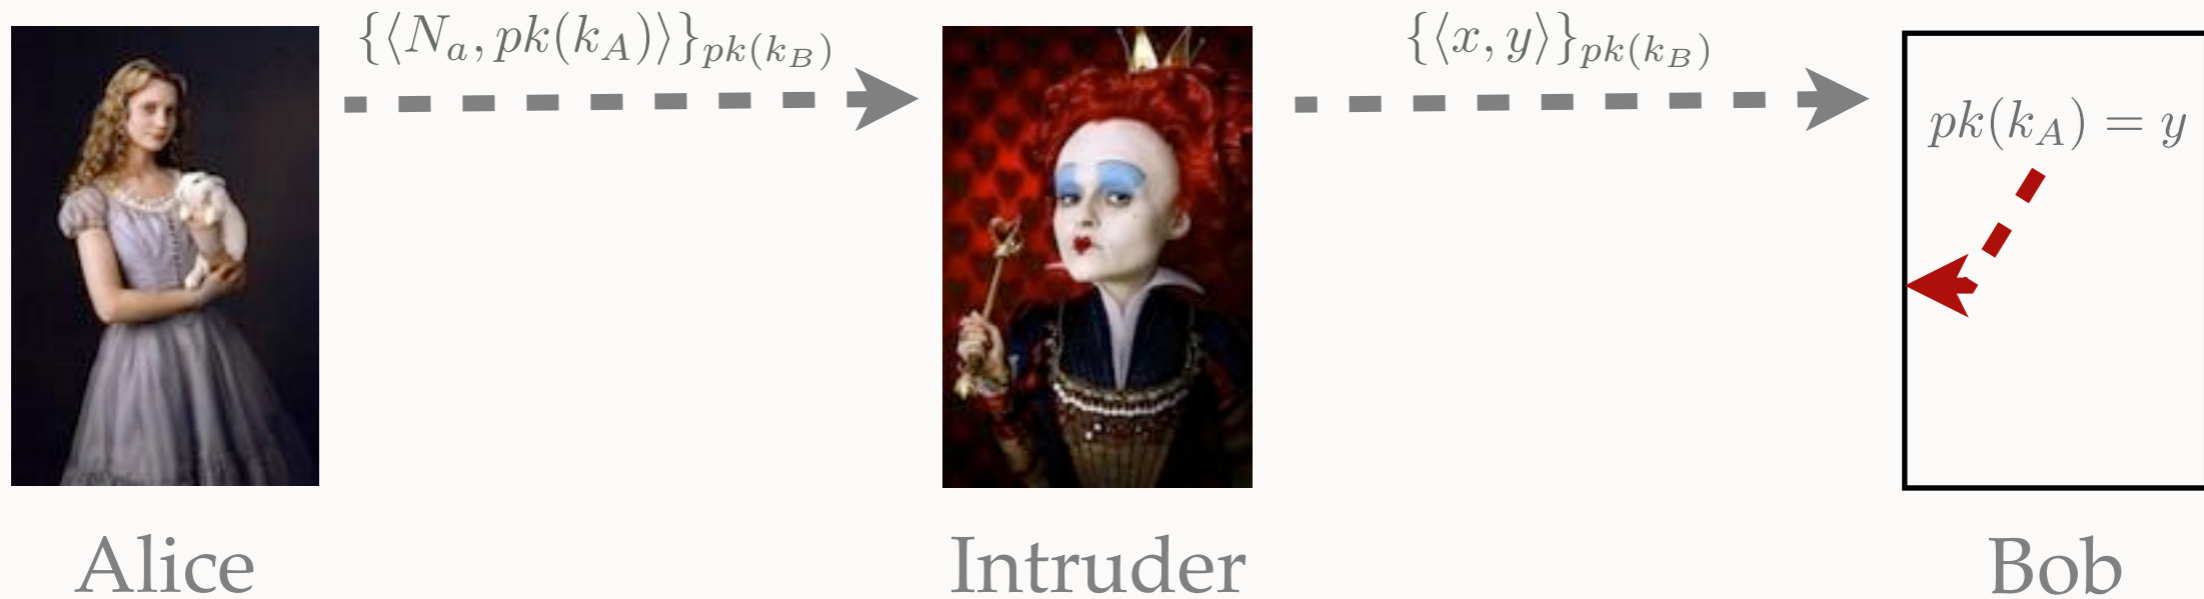 {⟨N_a, pk(k_A)⟩}_{pk(k_B)}
{⟨x, y⟩}_{pk(k_B)}
pk(k_A) = y
Alice
Intruder
Bob